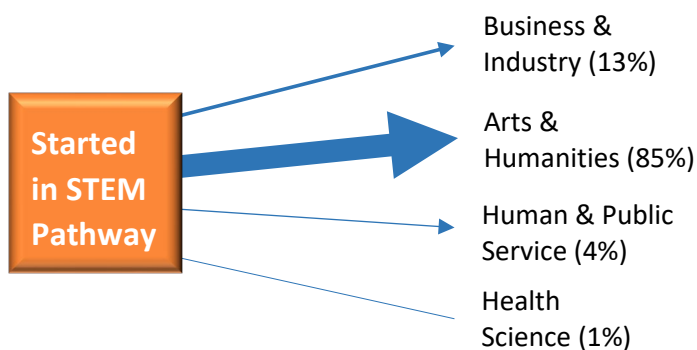 Started
in STEM
Pathway
Business &
Industry (13%)
Arts &
Humanities (85%)
Human & Public
Service (4%)
Health
Science (1%)